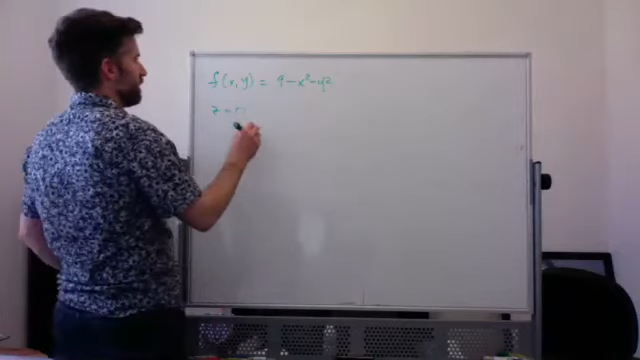 f(x,y) = 9-x²-y²
z =